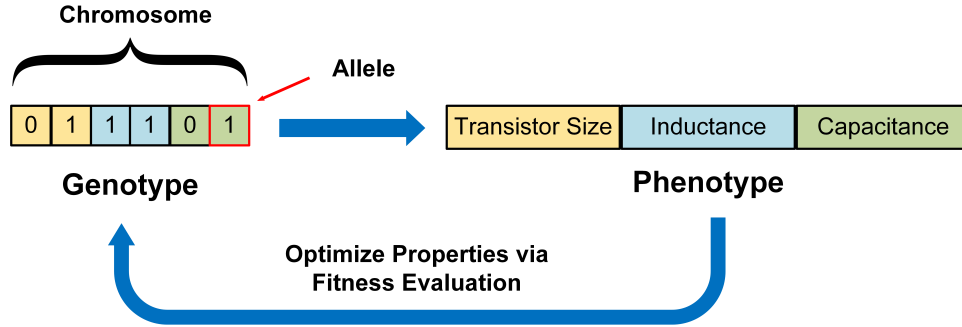 Chromosome
Allele
0 1 1 1 0 1
Transistor Size Inductance Capacitance
Genotype
Phenotype
Optimize Properties via
Fitness Evaluation